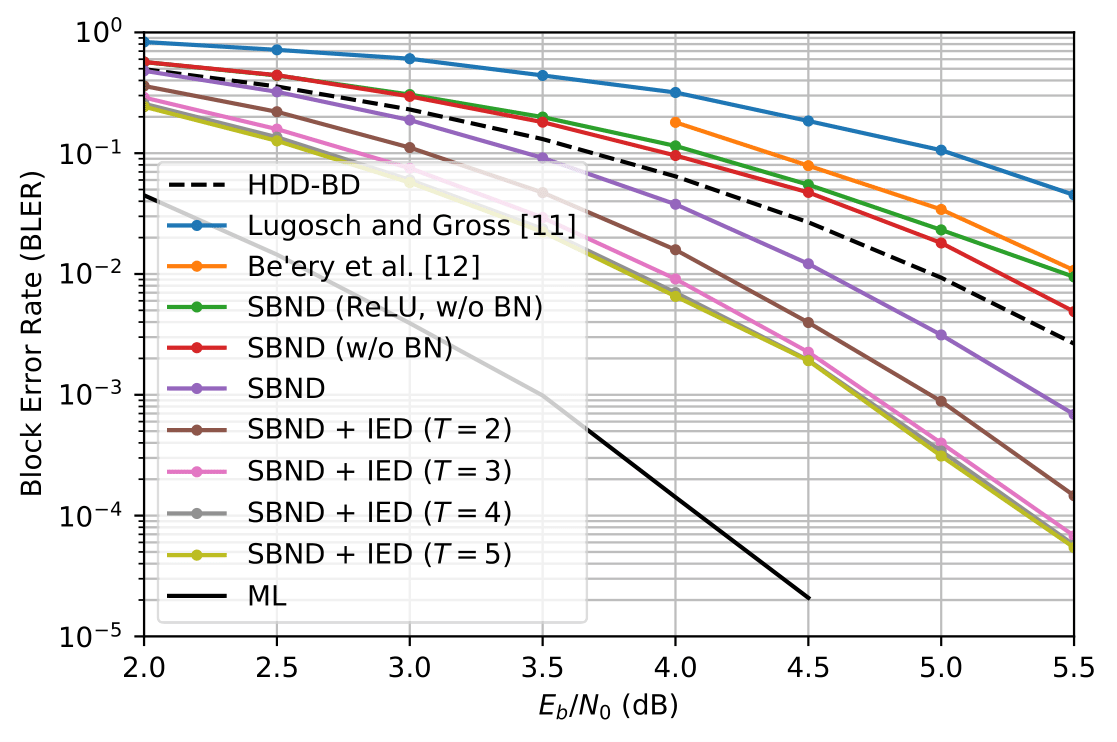 10⁰
10⁻¹
10⁻²
10⁻³
10⁻⁴
10⁻⁵
Block Error Rate (BLER)
HDD-BD
Lugosch and Gross [11]
Be'ery et al. [12]
SBND (ReLU, w/o BN)
SBND (w/o BN)
SBND
SBND + IED (T = 2)
SBND + IED (T = 3)
SBND + IED (T = 4)
SBND + IED (T = 5)
ML
2.0 2.5 3.0 3.5 4.0 4.5 5.0 5.5
E_b/N_0 (dB)